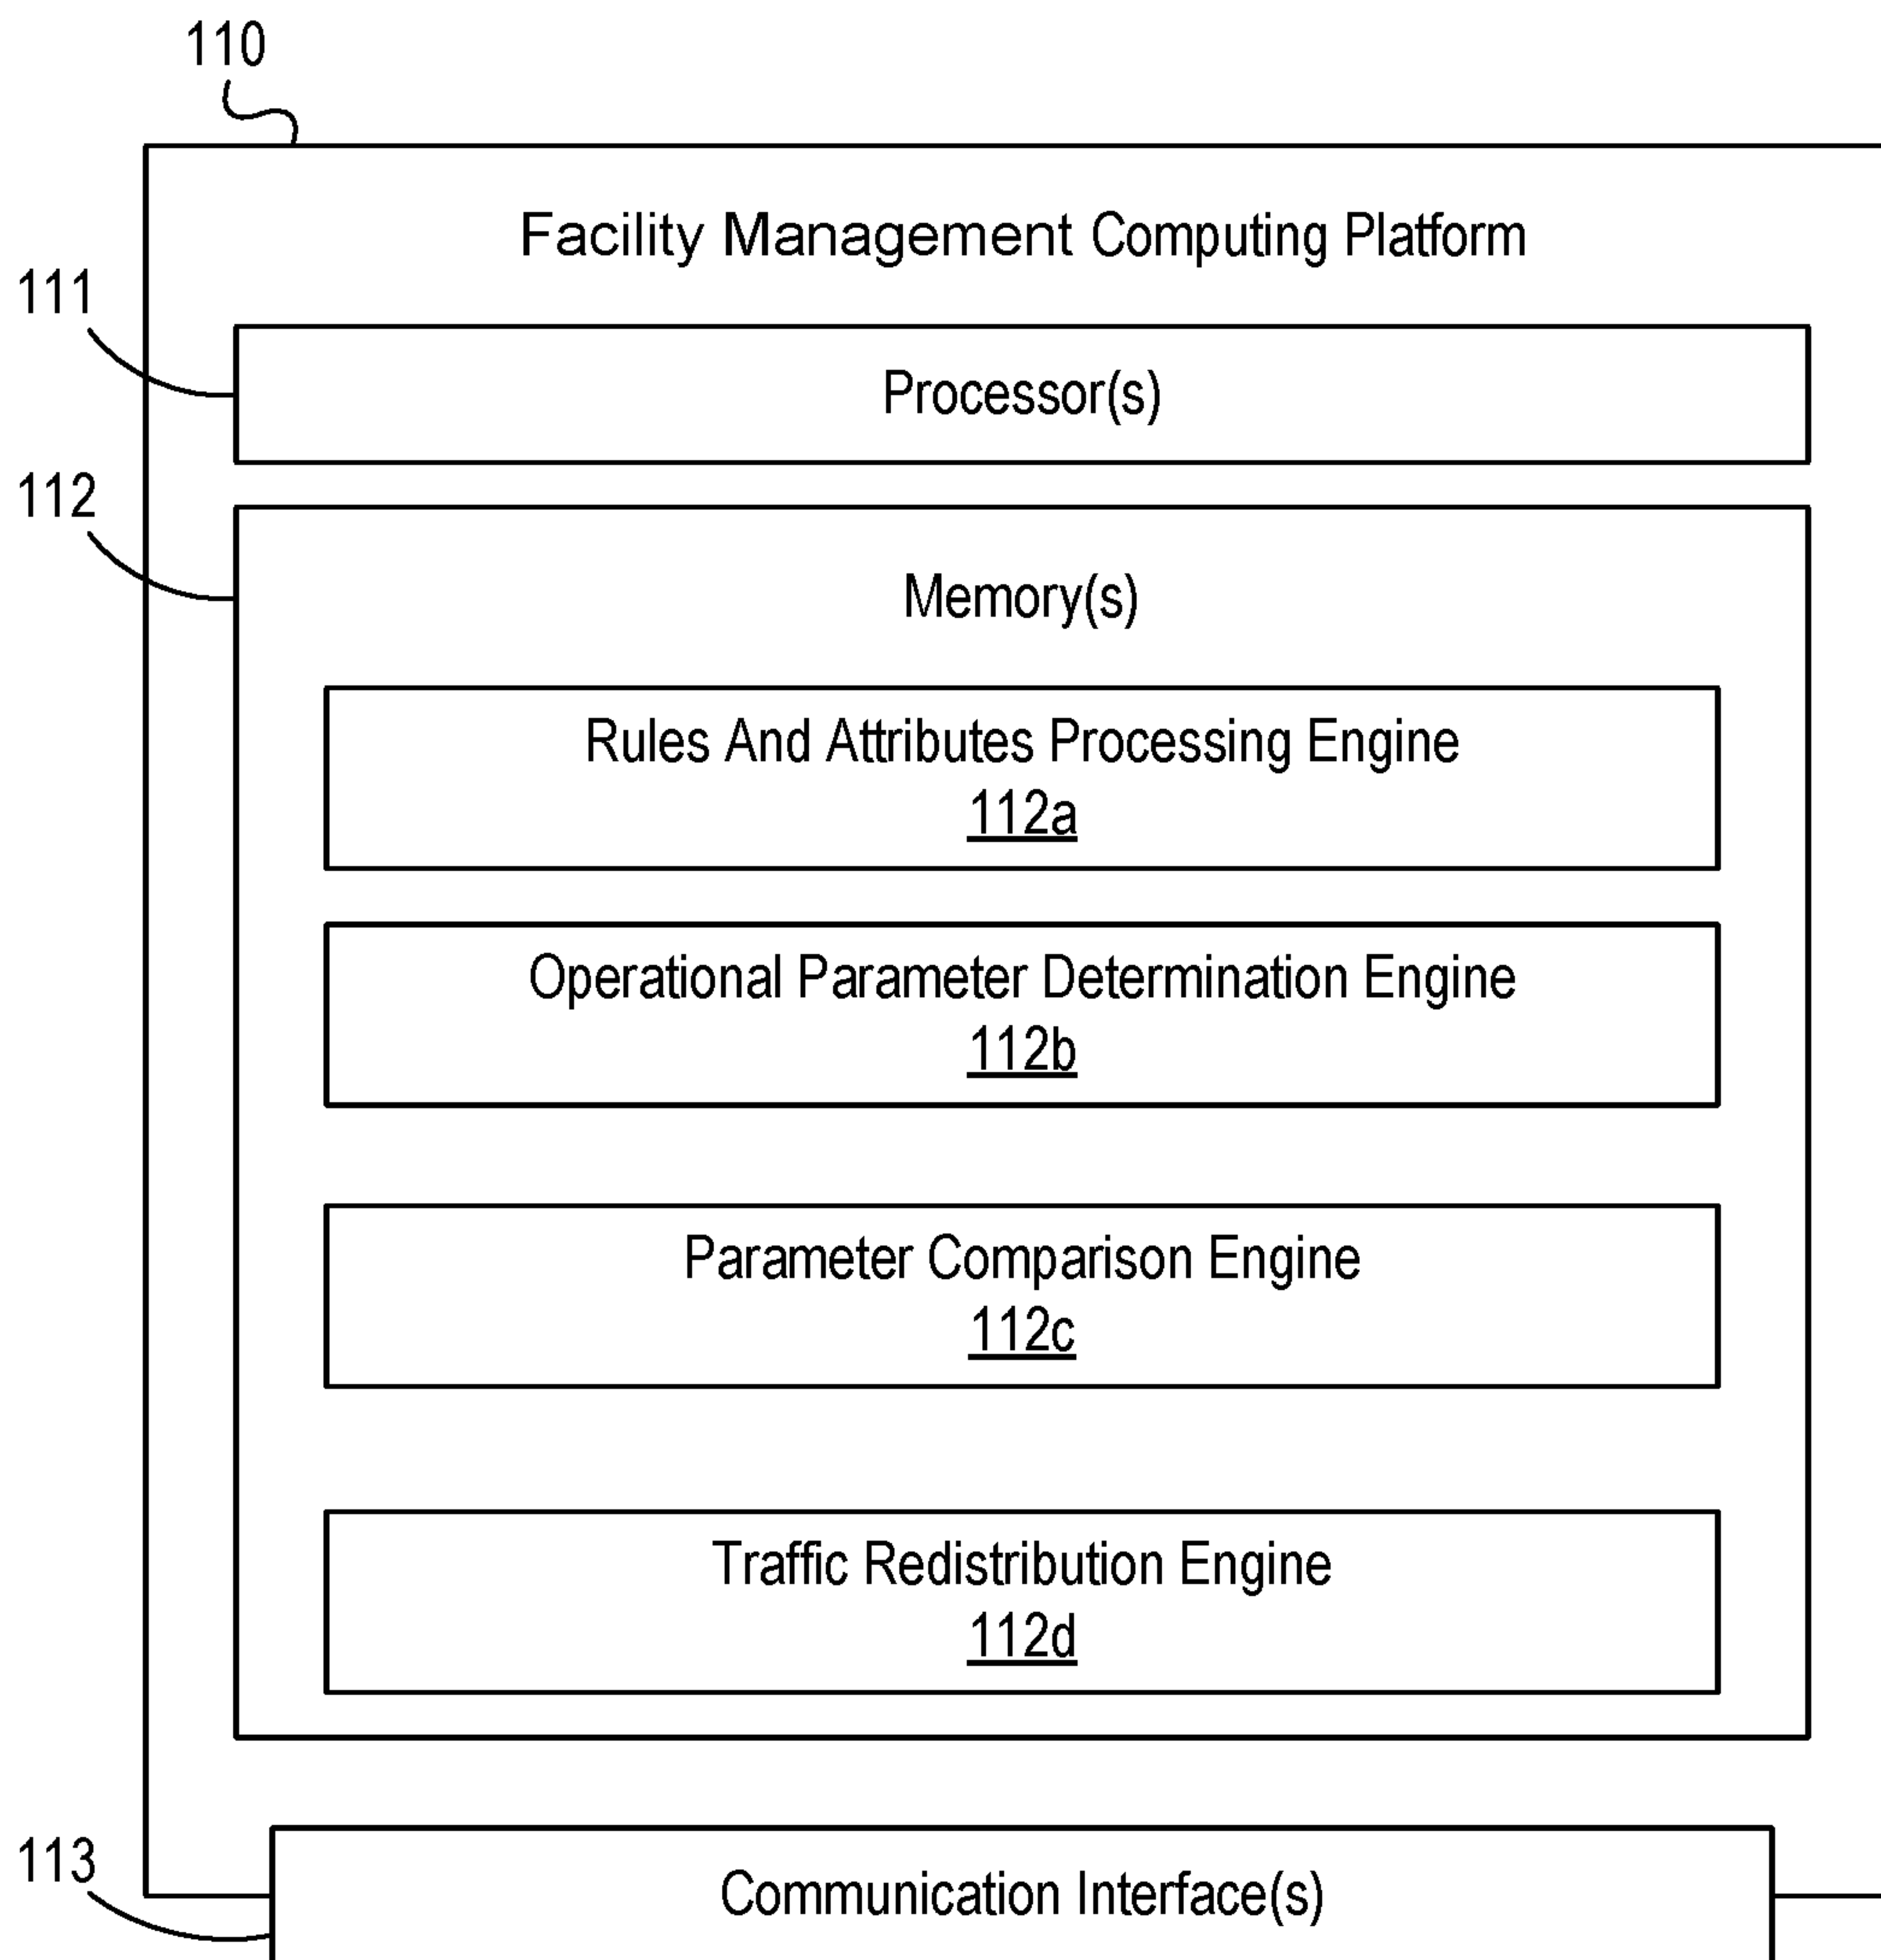 110
Facility Management Computing Platform
111
Processor(s)
112
Memory(s)
Rules And Attributes Processing Engine
112a
Operational Parameter Determination Engine
112b
Parameter Comparison Engine
112c
Traffic Redistribution Engine
112d
113
Communication Interface(s)